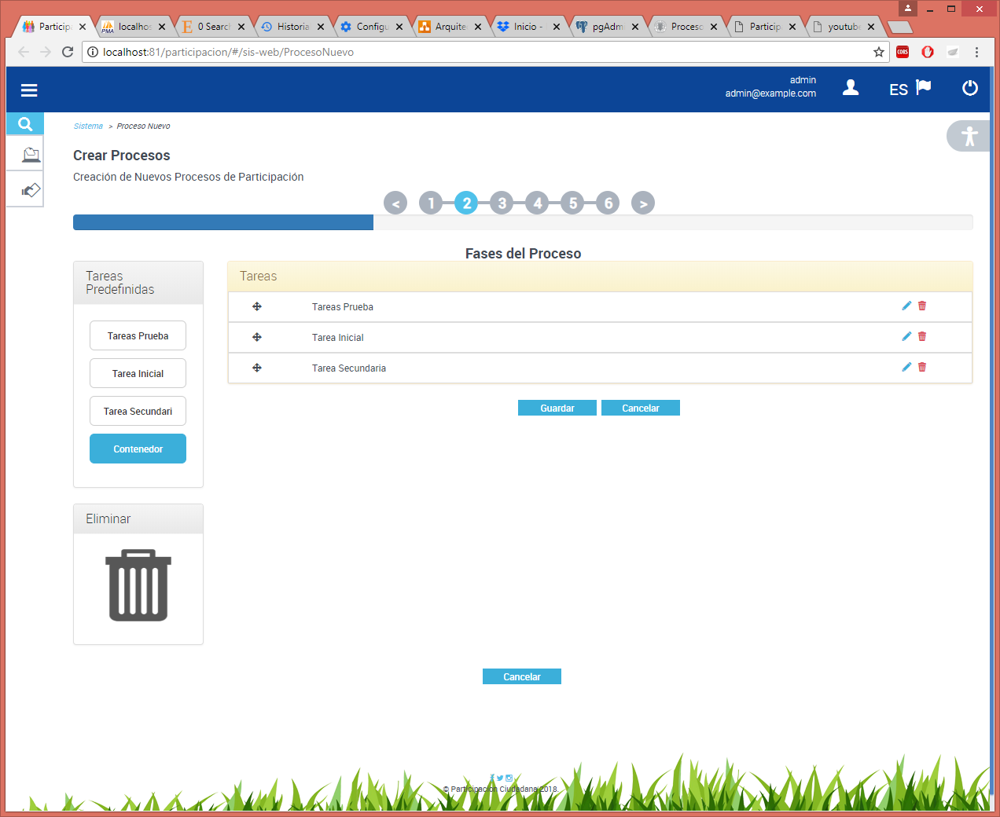 Particip
localhos
0 Search
Historia
Configu
Arquite
Inicio -
pgAdm
Proceso
Particip
youtube
localhost:81/participacion/#/sis-web/ProcesoNuevo
CORS
admin
admin@example.com
ES
Sistema > Proceso Nuevo
Crear Procesos
Creación de Nuevos Procesos de Participación
< 1 2 3 4 5 6 >
Fases del Proceso
Tareas
Predefinidas
Tareas Prueba
Tarea Inicial
Tarea Secundari
Contenedor
Tareas
Tareas Prueba
Tarea Inicial
Tarea Secundaria
Guardar Cancelar
Eliminar
Cancelar
© Participacion Ciudadana 2018.